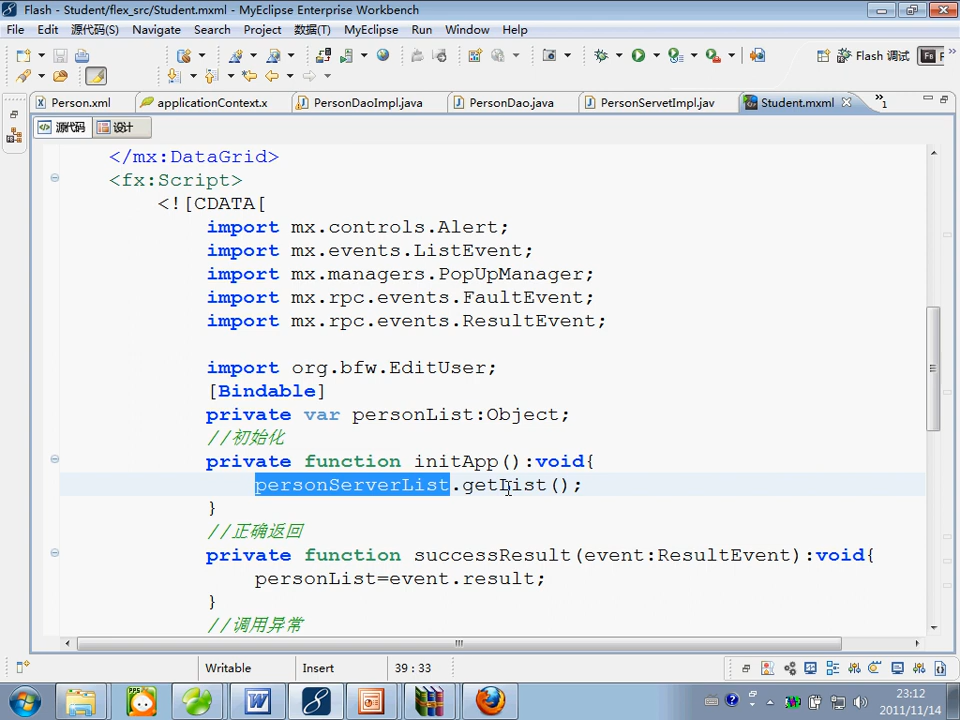 Flash - Student/flex_src/Student.mxml - MyEclipse Enterprise Workbench
File Edit 源代码(S) Navigate Search Project 数据(T) MyEclipse Run Window Help
Flash 调试
Person.xml applicationContext.x PersonDaoImpl.java PersonDao.java PersonServetImpl.jav Student.mxml »1
源代码 设计
</mx:DataGrid>
<fx:Script>
<![CDATA[
import mx.controls.Alert;
import mx.events.ListEvent;
import mx.managers.PopUpManager;
import mx.rpc.events.FaultEvent;
import mx.rpc.events.ResultEvent;
import org.bfw.EditUser;
[Bindable]
private var personList:Object;
//初始化
private function initApp():void{
personServerList.getList();
}
//正确返回
private function successResult(event:ResultEvent):void{
personList=event.result;
}
//调用异常
Writable Insert 39 : 33
23:12
2011/11/14